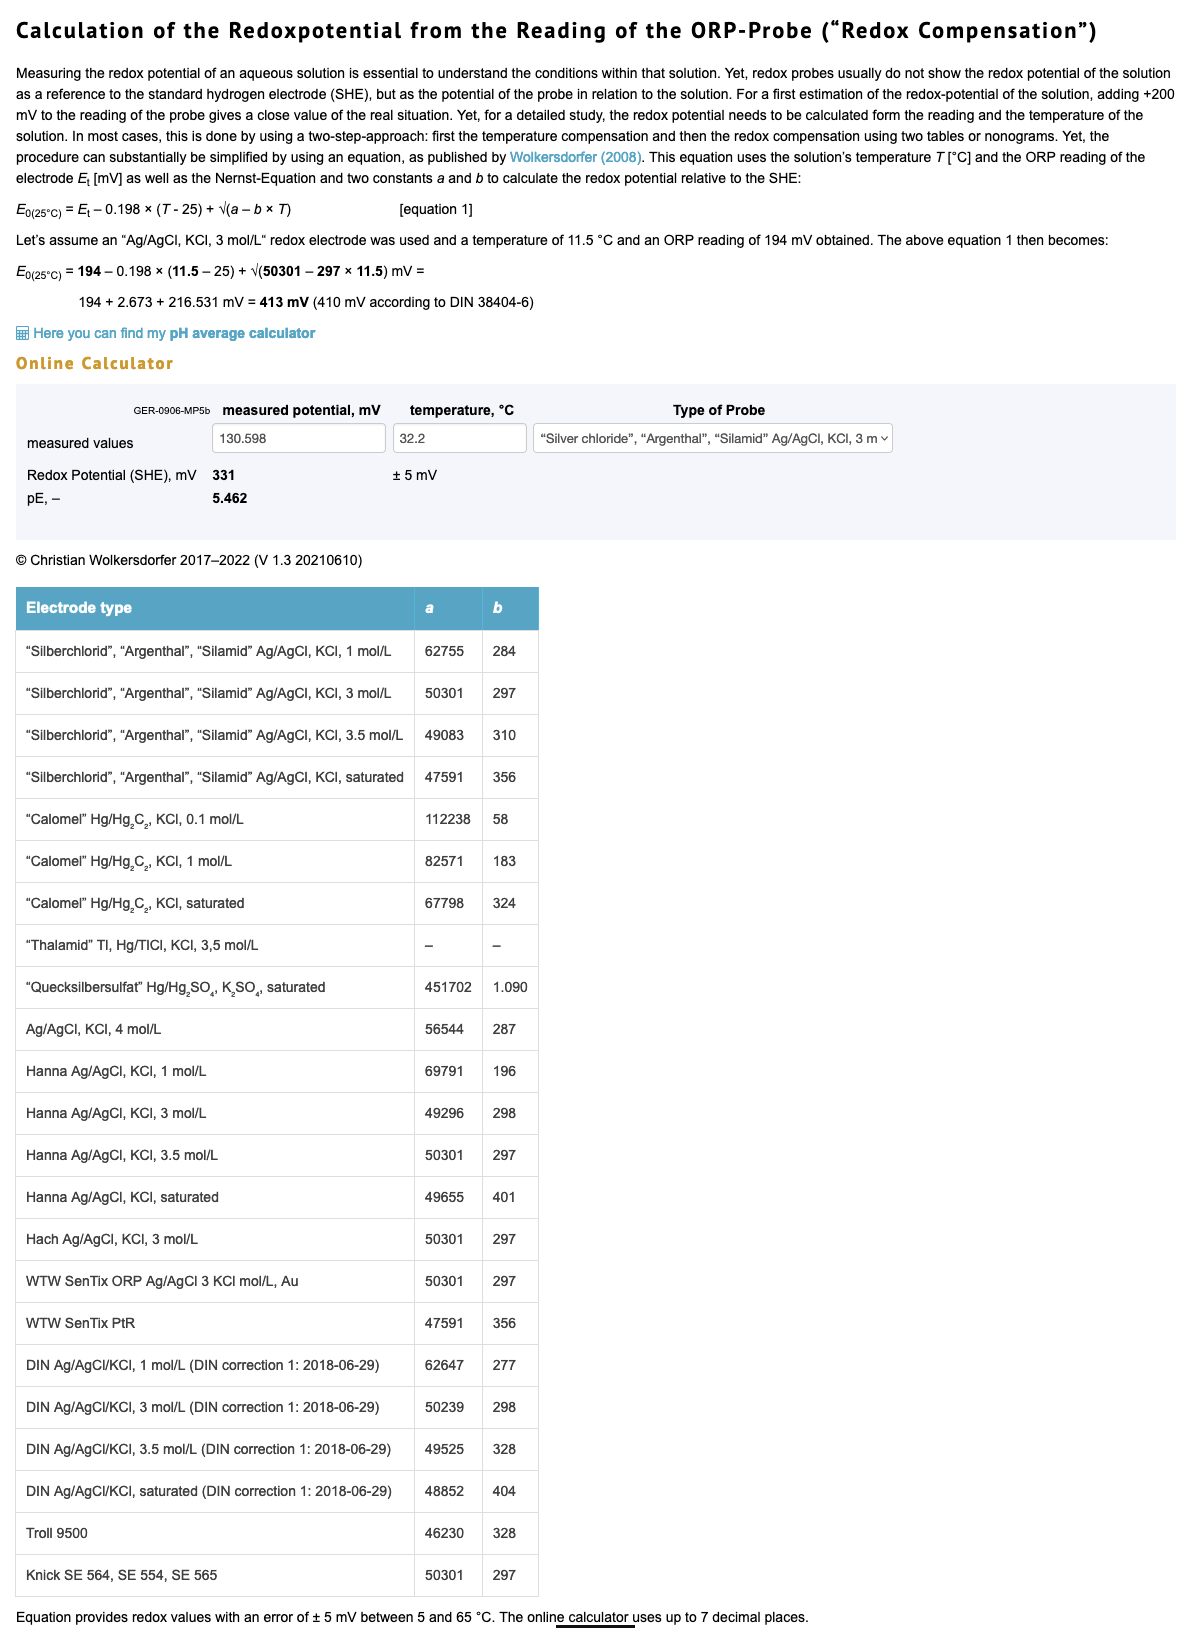 Calculation of the Redoxpotential from the Reading of the ORP-Probe (“Redox Compensation”)
Measuring the redox potential of an aqueous solution is essential to understand the conditions within that solution. Yet, redox probes usually do not show the redox potential of the solution
as a reference to the standard hydrogen electrode (SHE), but as the potential of the probe in relation to the solution. For a first estimation of the redox-potential of the solution, adding +200
mV to the reading of the probe gives a close value of the real situation. Yet, for a detailed study, the redox potential needs to be calculated form the reading and the temperature of the
solution. In most cases, this is done by using a two-step-approach: first the temperature compensation and then the redox compensation using two tables or nonograms. Yet, the
procedure can substantially be simplified by using an equation, as published by Wolkersdorfer (2008). This equation uses the solution’s temperature T [°C] and the ORP reading of the
electrode Et [mV] as well as the Nernst-Equation and two constants a and b to calculate the redox potential relative to the SHE:
E0(25°C) = Et – 0.198 × (T - 25) + √(a – b × T) [equation 1]
Let’s assume an “Ag/AgCl, KCl, 3 mol/L“ redox electrode was used and a temperature of 11.5 °C and an ORP reading of 194 mV obtained. The above equation 1 then becomes:
E0(25°C) = 194 – 0.198 × (11.5 – 25) + √(50301 – 297 × 11.5) mV =
194 + 2.673 + 216.531 mV = 413 mV (410 mV according to DIN 38404-6)
Here you can find my pH average calculator
Online Calculator
GER-0906-MP5b measured potential, mV temperature, °C Type of Probe
measured values 130.598 32.2 “Silver chloride”, “Argenthal”, “Silamid” Ag/AgCl, KCl, 3 m
Redox Potential (SHE), mV 331 ± 5 mV
pE, – 5.462
© Christian Wolkersdorfer 2017–2022 (V 1.3 20210610)
Electrode type a b
“Silberchlorid”, “Argenthal”, “Silamid” Ag/AgCl, KCl, 1 mol/L 62755 284
“Silberchlorid”, “Argenthal”, “Silamid” Ag/AgCl, KCl, 3 mol/L 50301 297
“Silberchlorid”, “Argenthal”, “Silamid” Ag/AgCl, KCl, 3.5 mol/L 49083 310
“Silberchlorid”, “Argenthal”, “Silamid” Ag/AgCl, KCl, saturated 47591 356
“Calomel” Hg/Hg2C2, KCl, 0.1 mol/L 112238 58
“Calomel” Hg/Hg2C2, KCl, 1 mol/L 82571 183
“Calomel” Hg/Hg2C2, KCl, saturated 67798 324
“Thalamid” Tl, Hg/TlCl, KCl, 3,5 mol/L – –
“Quecksilbersulfat” Hg/Hg2SO4, K2SO4, saturated 451702 1.090
Ag/AgCl, KCl, 4 mol/L 56544 287
Hanna Ag/AgCl, KCl, 1 mol/L 69791 196
Hanna Ag/AgCl, KCl, 3 mol/L 49296 298
Hanna Ag/AgCl, KCl, 3.5 mol/L 50301 297
Hanna Ag/AgCl, KCl, saturated 49655 401
Hach Ag/AgCl, KCl, 3 mol/L 50301 297
WTW SenTix ORP Ag/AgCl 3 KCl mol/L, Au 50301 297
WTW SenTix PtR 47591 356
DIN Ag/AgCl/KCl, 1 mol/L (DIN correction 1: 2018-06-29) 62647 277
DIN Ag/AgCl/KCl, 3 mol/L (DIN correction 1: 2018-06-29) 50239 298
DIN Ag/AgCl/KCl, 3.5 mol/L (DIN correction 1: 2018-06-29) 49525 328
DIN Ag/AgCl/KCl, saturated (DIN correction 1: 2018-06-29) 48852 404
Troll 9500 46230 328
Knick SE 564, SE 554, SE 565 50301 297
Equation provides redox values with an error of ± 5 mV between 5 and 65 °C. The online calculator uses up to 7 decimal places.